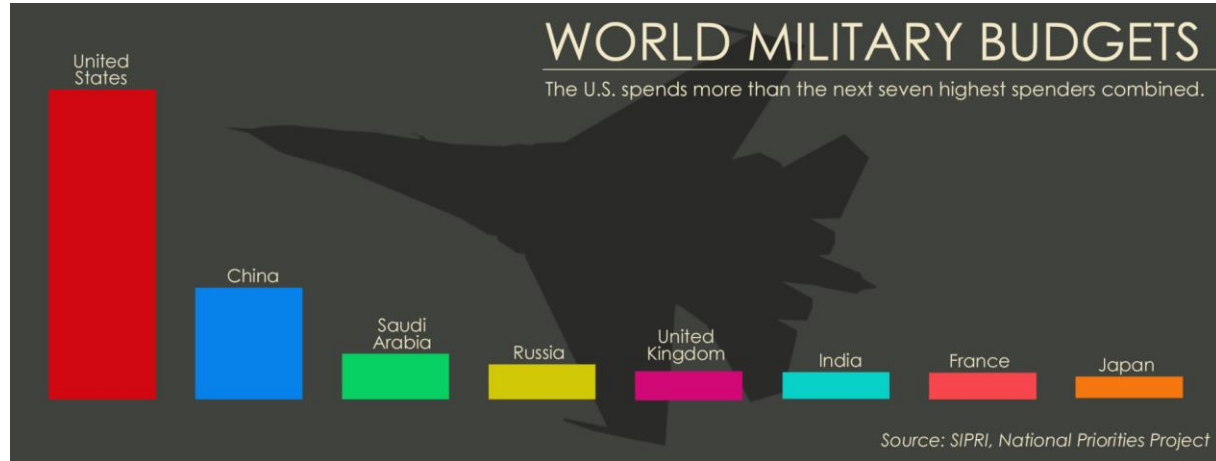 WORLD MILITARY BUDGETS
The U.S. spends more than the next seven highest spenders combined.
United
States
China
Saudi
Arabia
Russia
United
Kingdom
India
France
Japan
Source: SIPRI, National Priorities Project